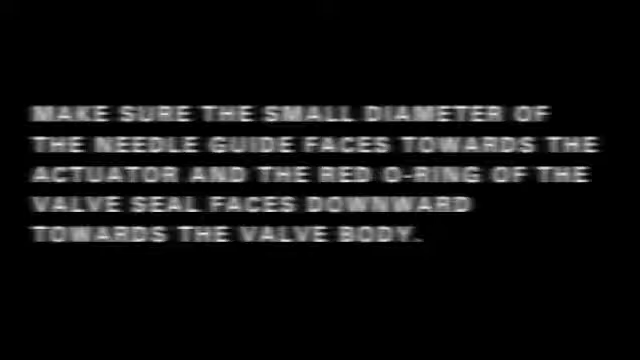 MAKE SURE THE SMALL DIAMETER OF
THE NEEDLE GUIDE FACES TOWARDS THE
ACTUATOR AND THE RED O-RING OF THE
VALVE SEAL FACES DOWNWARD
TOWARDS THE VALVE BODY.